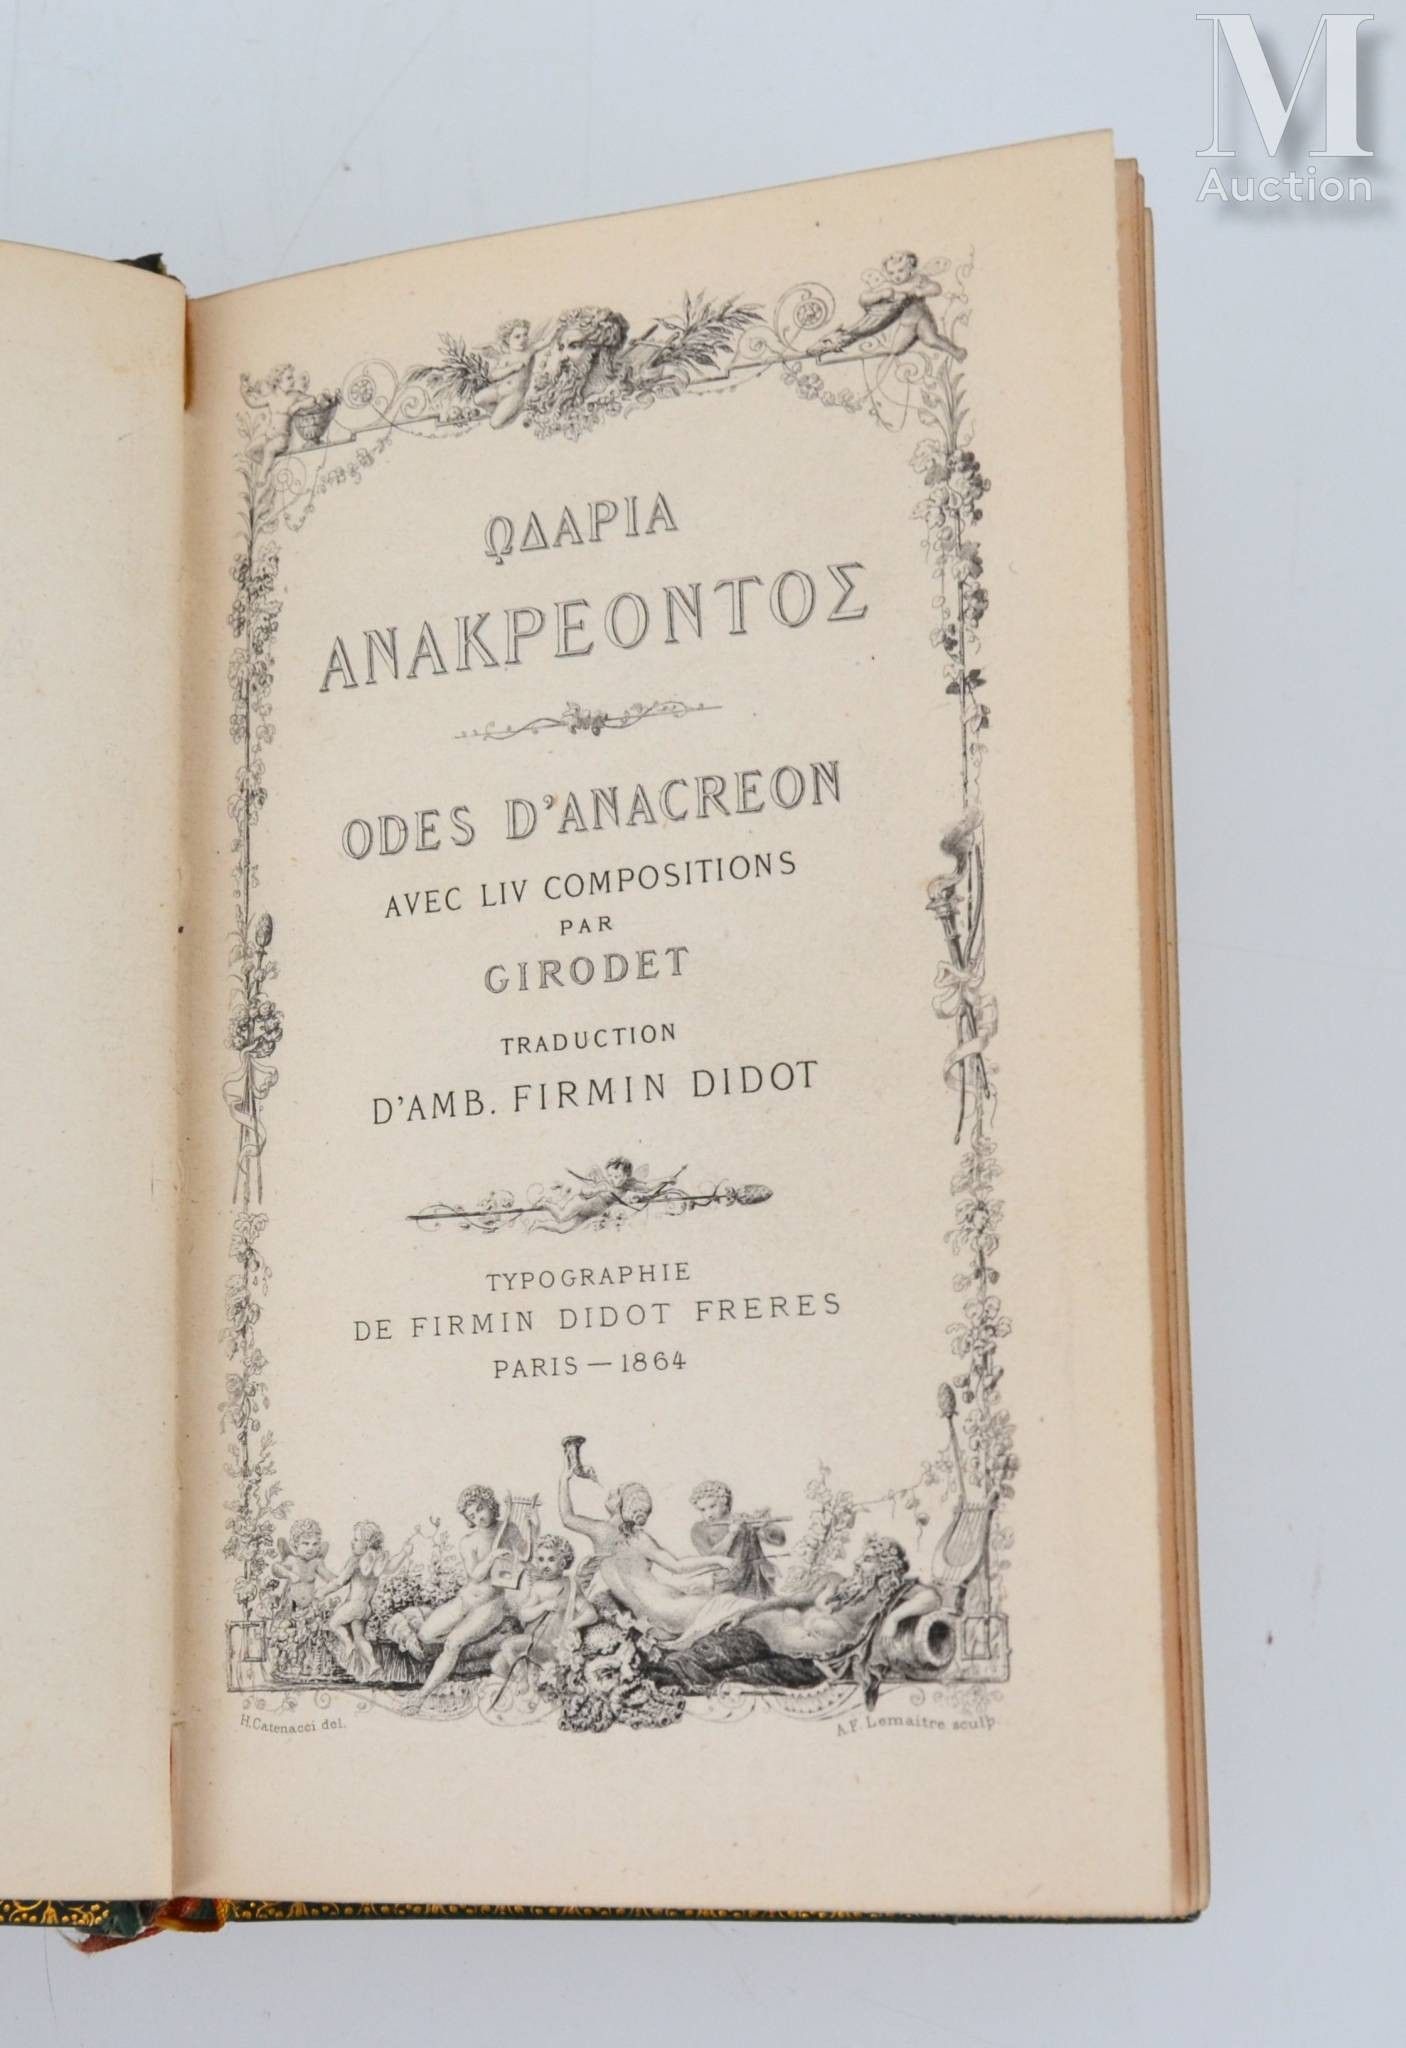 M
Auction
ΩΔΑΡΙΑ
ΑΝΑΚΡΕΟΝΤΟΣ
ODES D'ANACREON
AVEC LIV COMPOSITIONS
PAR
GIRODET
TRADUCTION
D'AMB. FIRMIN DIDOT
TYPOGRAPHIE
DE FIRMIN DIDOT FRERES
PARIS — 1864
H. Catenacci del.
A.F. Lemaitre sculp.